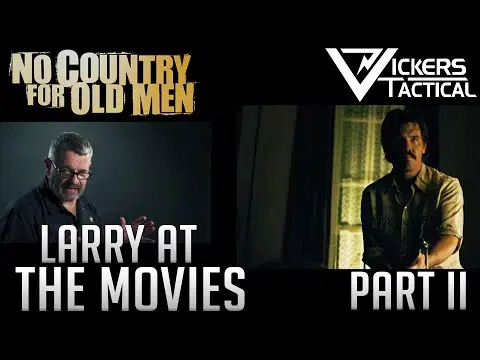 NO COUNTRY
FOR OLD MEN
VICKERS
TACTICAL
LARRY AT
THE MOVIES
PART II